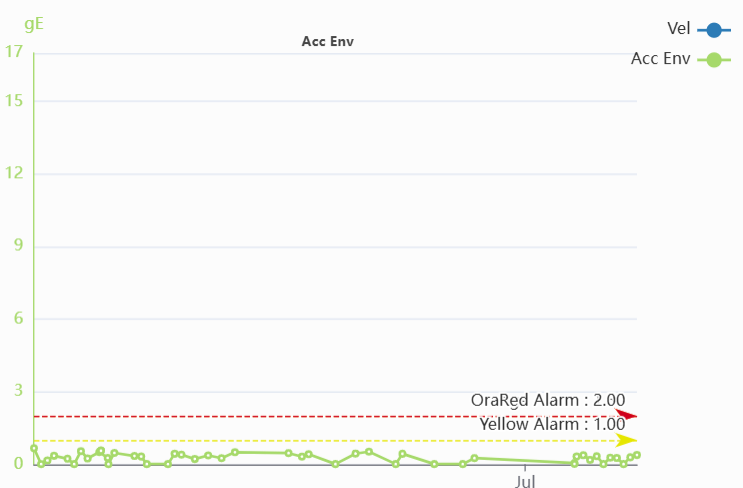 gE
Acc Env
Vel
Acc Env
17
15
12
9
6
3
0
OraRed Alarm : 2.00
Yellow Alarm : 1.00
Jul